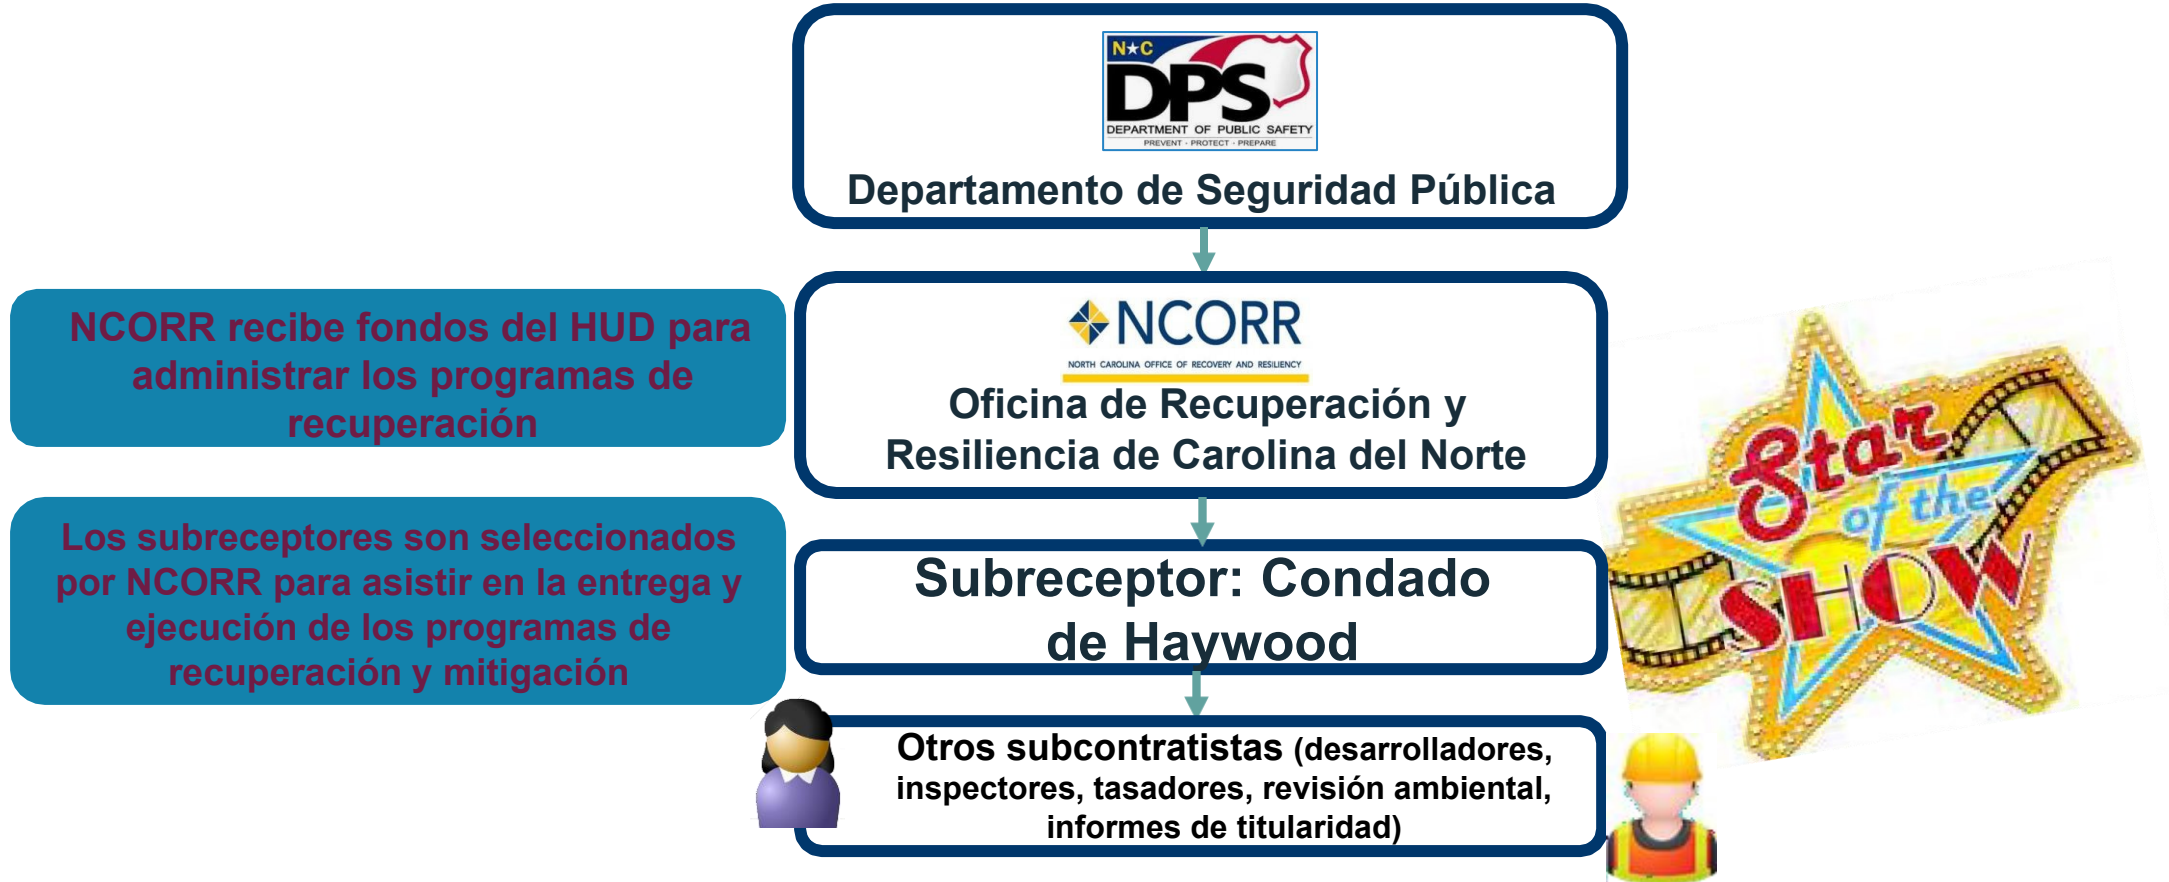 N★C
DPS
DEPARTMENT OF PUBLIC SAFETY
PREVENT · PROTECT · PREPARE
Departamento de Seguridad Pública
NCORR recibe fondos del HUD para
administrar los programas de
recuperación
NCORR
NORTH CAROLINA OFFICE OF RECOVERY AND RESILIENCY
Oficina de Recuperación y
Resiliencia de Carolina del Norte
Los subreceptores son seleccionados
por NCORR para asistir en la entrega y
ejecución de los programas de
recuperación y mitigación
Subreceptor: Condado
de Haywood
Star
of the
SHOW
Otros subcontratistas (desarrolladores,
inspectores, tasadores, revisión ambiental,
informes de titularidad)